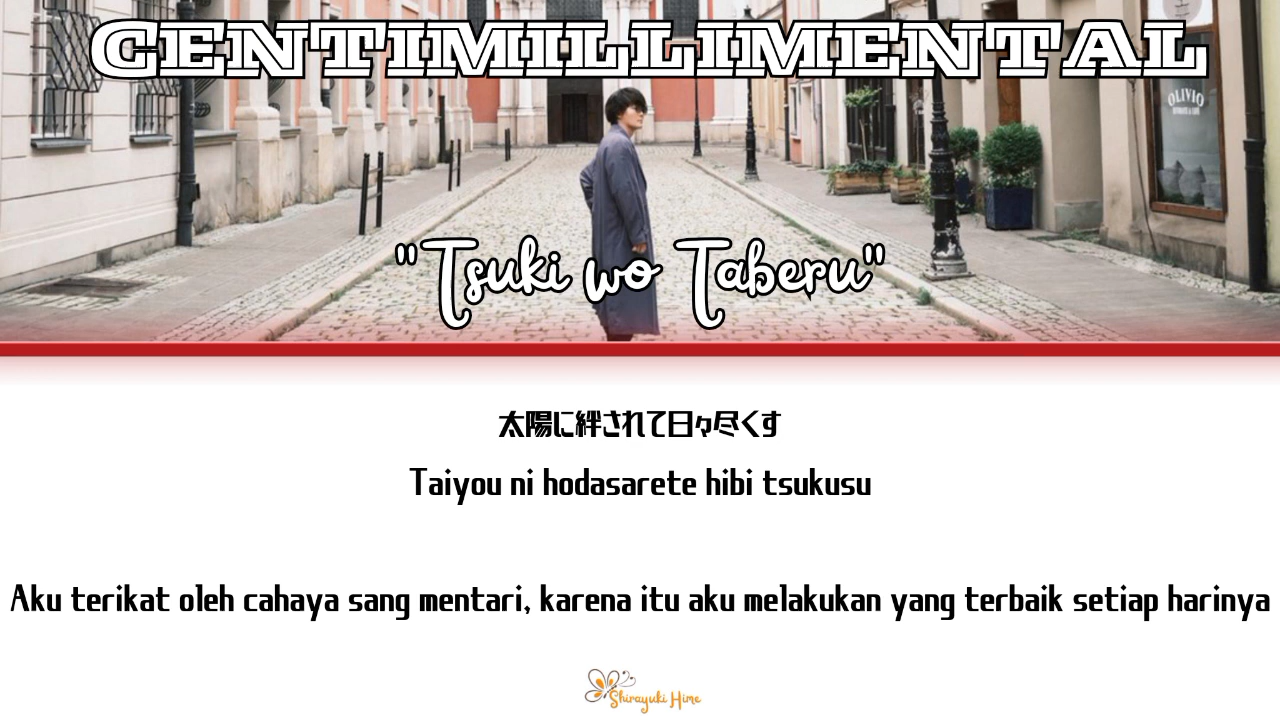 CENTIMILLIMENTAL
OLIVIO
"Tsuki wo Taberu"
太陽に絆されて日々尽くす
Taiyou ni hodasarete hibi tsukusu
Aku terikat oleh cahaya sang mentari, karena itu aku melakukan yang terbaik setiap harinya
Shirayuki Hime